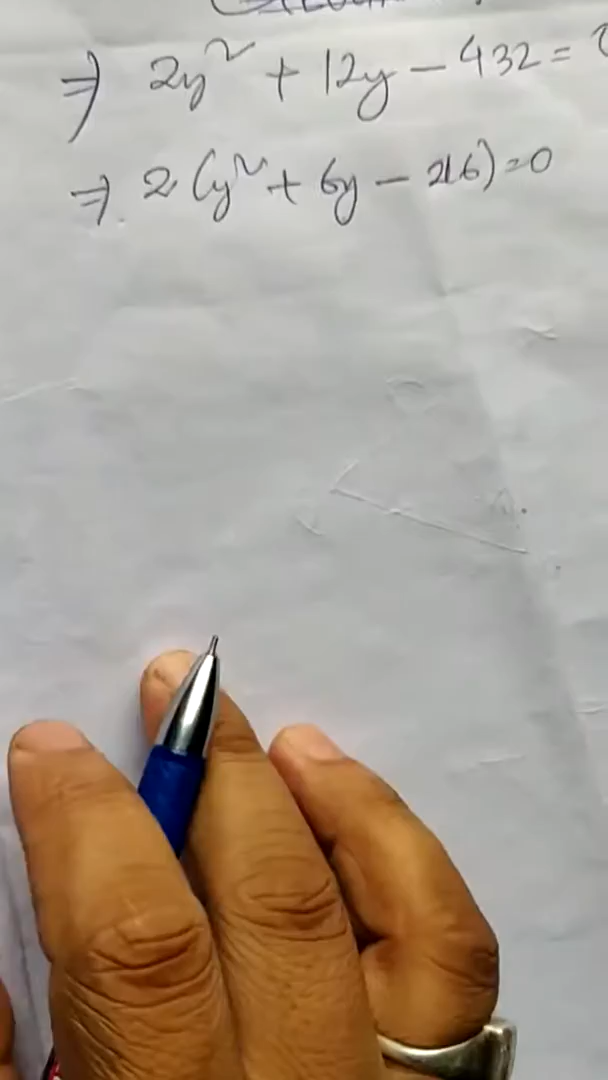 ⇒ 2y² + 12y - 432 =
⇒ 2 (y² + 6y - 216) = 0